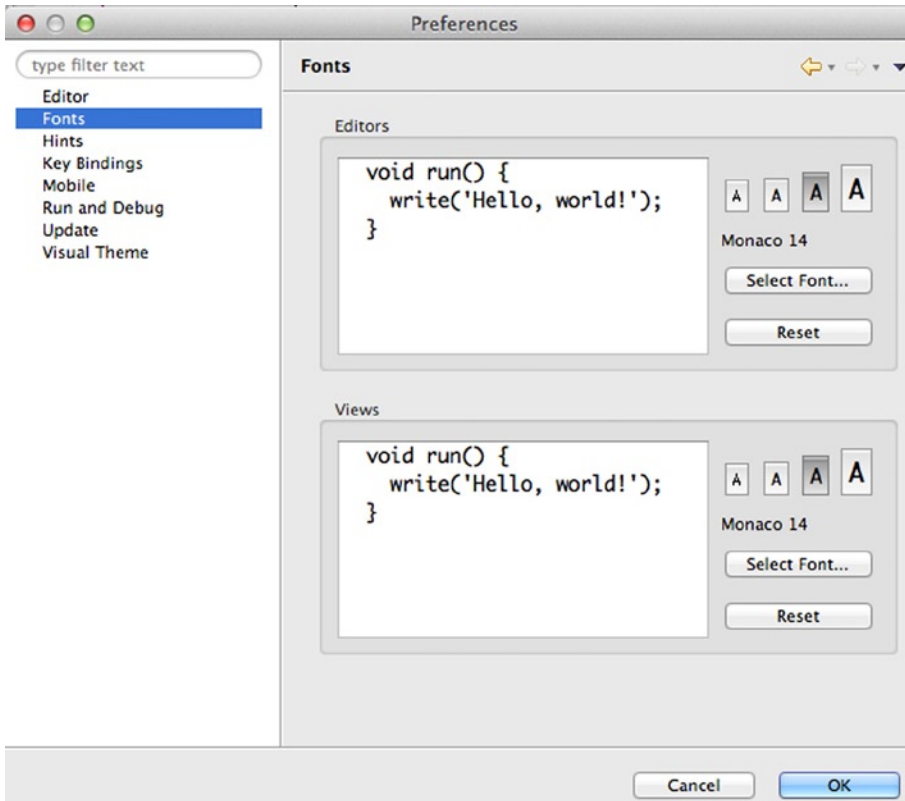 Preferences
type filter text
Editor
Fonts
Hints
Key Bindings
Mobile
Run and Debug
Update
Visual Theme
Fonts
Editors
void run() {
  write('Hello, world!');
}
A A A A
Monaco 14
Select Font...
Reset
Views
void run() {
  write('Hello, world!');
}
A A A A
Monaco 14
Select Font...
Reset
Cancel OK